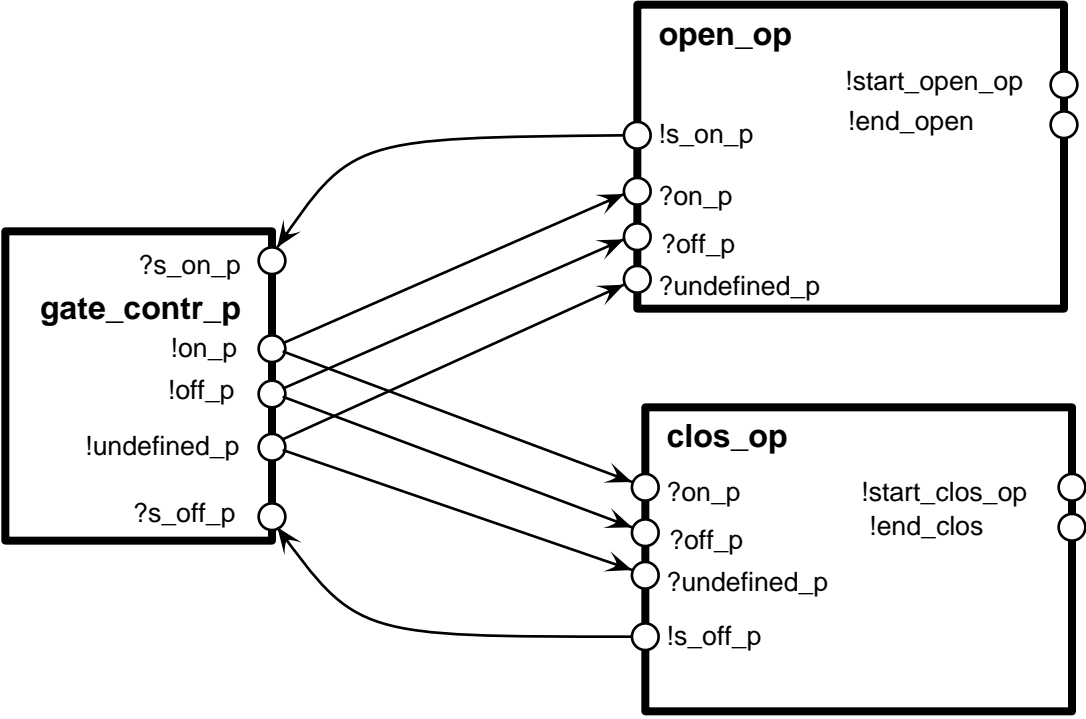 open_op
!start_open_op
!end_open
!s_on_p
?on_p
?off_p
?undefined_p
?s_on_p
gate_contr_p
!on_p
!off_p
!undefined_p
?s_off_p
clos_op
?on_p
!start_clos_op
?off_p
!end_clos
?undefined_p
!s_off_p